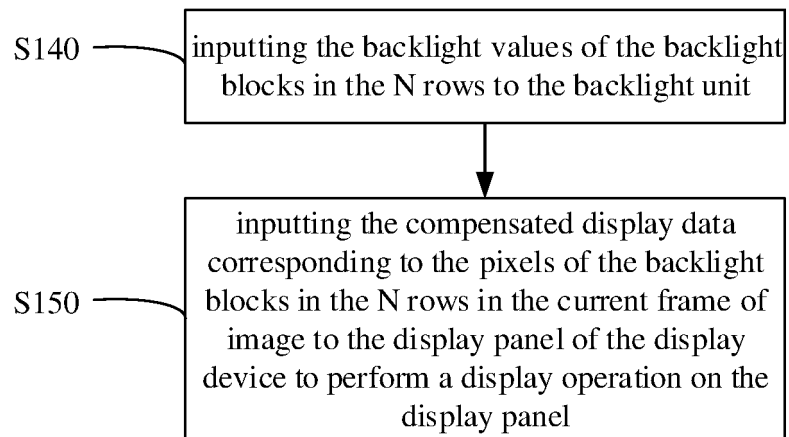 S140
inputting the backlight values of the backlight
blocks in the N rows to the backlight unit
S150
inputting the compensated display data
corresponding to the pixels of the backlight
blocks in the N rows in the current frame of
image to the display panel of the display
device to perform a display operation on the
display panel